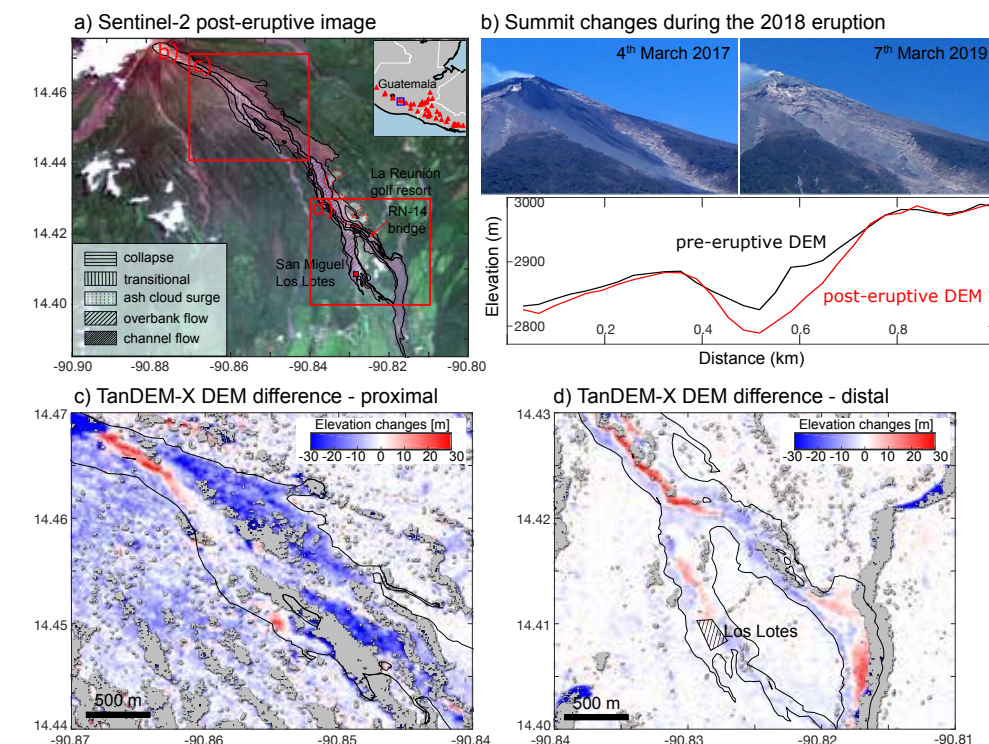 a) Sentinel-2 post-eruptive image
b
c
d
14.46
14.44
14.42
14.40
-90.90
-90.88
-90.86
-90.84
-90.82
-90.80
Guatemala
La Reunión
golf resort
RN-14
bridge
San Miguel
Los Lotes
collapse
transitional
ash cloud surge
overbank flow
channel flow
b) Summit changes during the 2018 eruption
4th March 2017
7th March 2019
Elevation (m)
3000
2900
2800
pre-eruptive DEM
post-eruptive DEM
0.2
0.4
0.6
0.8
Distance (km)
c) TanDEM-X DEM difference - proximal
Elevation changes [m]
-30 -20 -10 0 10 20 30
14.47
14.46
14.45
14.44
500 m
-90.87
-90.86
-90.85
-90.84
d) TanDEM-X DEM difference - distal
Elevation changes [m]
-30 -20 -10 0 10 20 30
14.43
14.42
14.41
14.40
Los Lotes
500 m
-90.84
-90.83
-90.82
-90.81